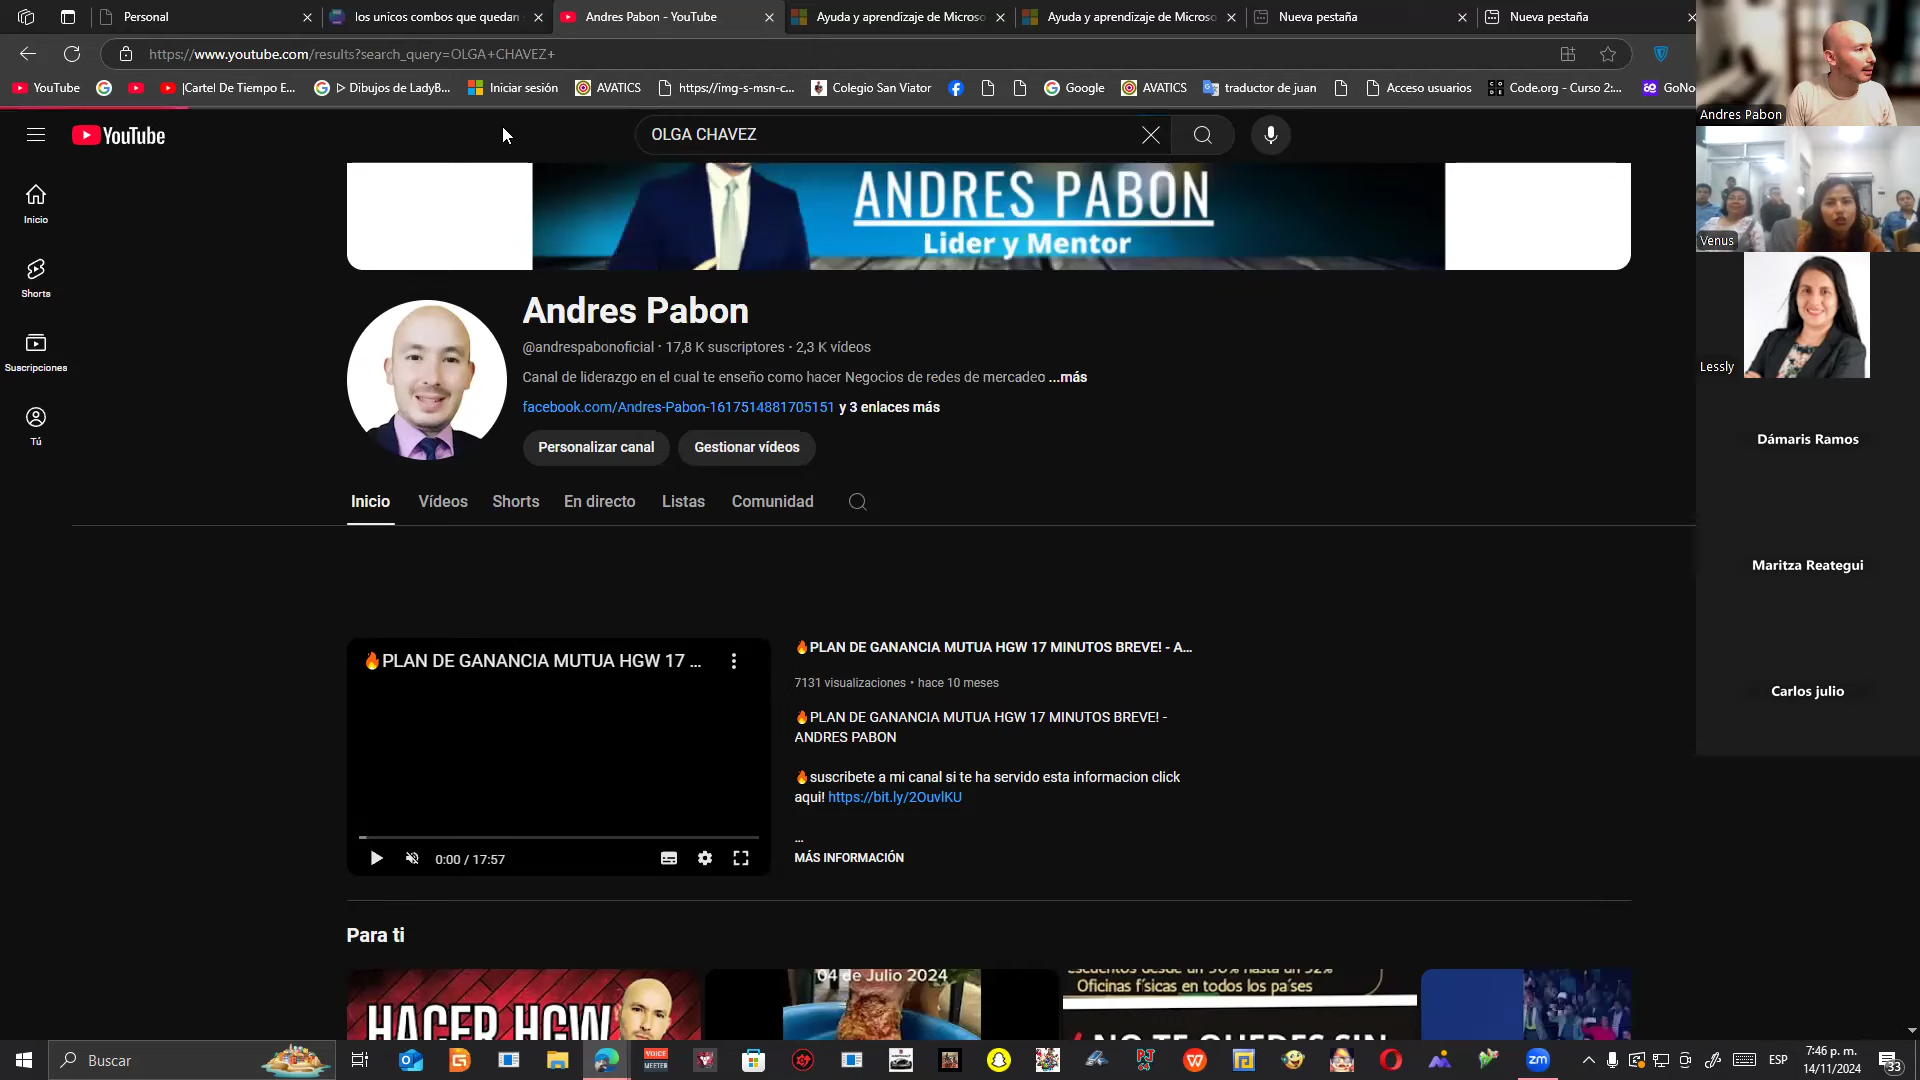 Personal
los unicos combos que quedan
Andres Pabon - YouTube
Ayuda y aprendizaje de Microso
Ayuda y aprendizaje de Microso
Nueva pestaña
Nueva pestaña
https://www.youtube.com/results?search_query=OLGA+CHAVEZ+
YouTube
|Cartel De Tiempo E...
▷ Dibujos de LadyB...
Iniciar sesión
AVATICS
https://img-s-msn-c...
Colegio San Viator
Google
AVATICS
traductor de juan
Acceso usuarios
Code.org - Curso 2:...
GoNo
YouTube
OLGA CHAVEZ
Inicio
Shorts
Suscripciones
Tú
ANDRES PABON
Lider y Mentor
Andres Pabon
@andrespabonoficial · 17,8 K suscriptores · 2,3 K vídeos
Canal de liderazgo en el cual te enseño como hacer Negocios de redes de mercadeo ...más
facebook.com/Andres-Pabon-1617514881705151 y 3 enlaces más
Personalizar canal
Gestionar vídeos
Inicio
Vídeos
Shorts
En directo
Listas
Comunidad
🔥PLAN DE GANANCIA MUTUA HGW 17 ...
0:00 / 17:57
🔥PLAN DE GANANCIA MUTUA HGW 17 MINUTOS BREVE! - A...
7131 visualizaciones • hace 10 meses
🔥PLAN DE GANANCIA MUTUA HGW 17 MINUTOS BREVE! -
ANDRES PABON
🔥suscribete a mi canal si te ha servido esta informacion click
aqui! https://bit.ly/2OuvlKU
...
MÁS INFORMACIÓN
Para ti
HACER HGW
04 de Julio 2024
Oficinas físicas en todos los países
NO TE QUEDES SIN
Andres Pabon
Venus
Lessly
Dámaris Ramos
Maritza Reategui
Carlos julio
Buscar
VOICE
MEETER
zm
ESP
7:46 p. m.
14/11/2024
33